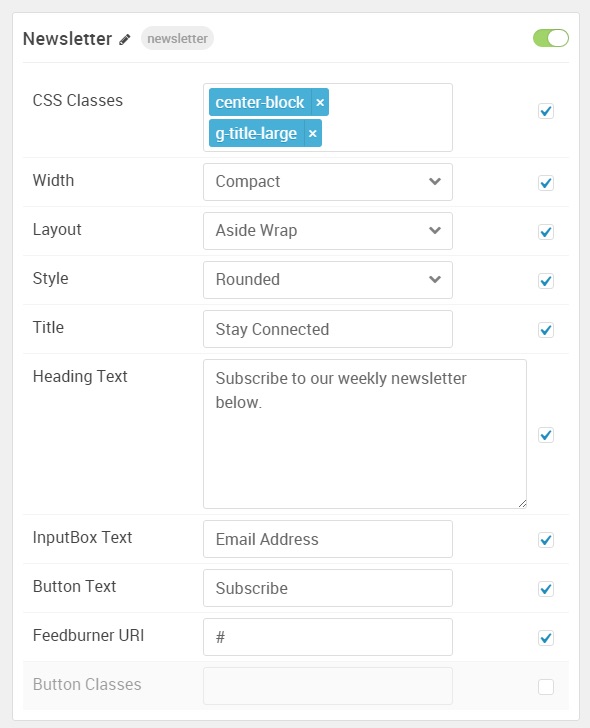 Newsletter newsletter
CSS Classes center-block ×
g-title-large ×
Width Compact
Layout Aside Wrap
Style Rounded
Title Stay Connected
Heading Text Subscribe to our weekly newsletter
below.
InputBox Text Email Address
Button Text Subscribe
Feedburner URI #
Button Classes